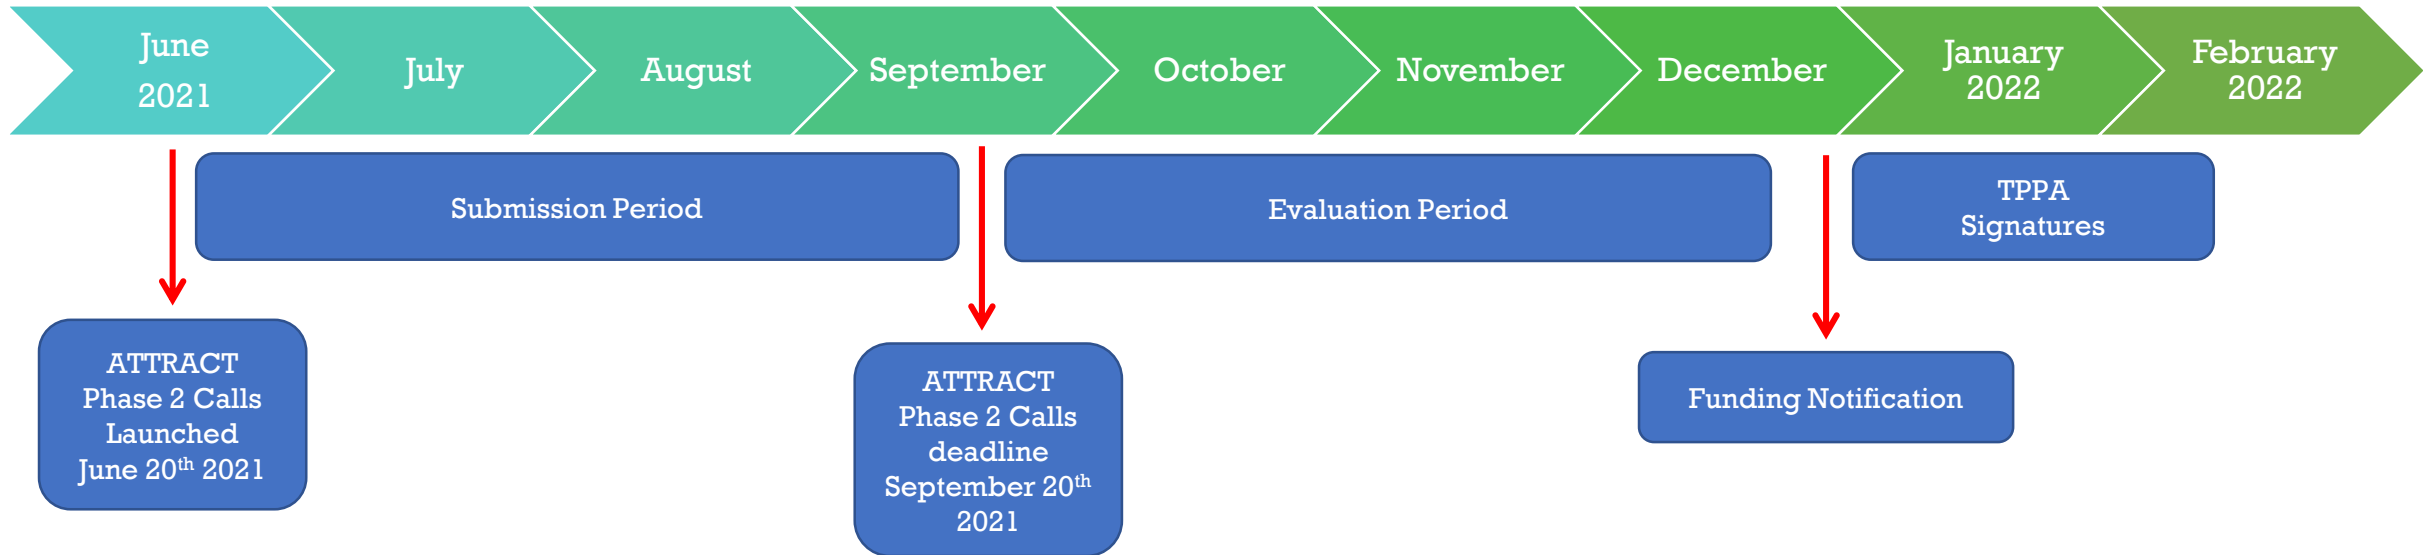 June
2021
July
August
September
October
November
December
January
2022
February
2022
Submission Period
Evaluation Period
TPPA
Signatures
ATTRACT
Phase 2 Calls
Launched
June 20th 2021
ATTRACT
Phase 2 Calls
deadline
September 20th
2021
Funding Notification